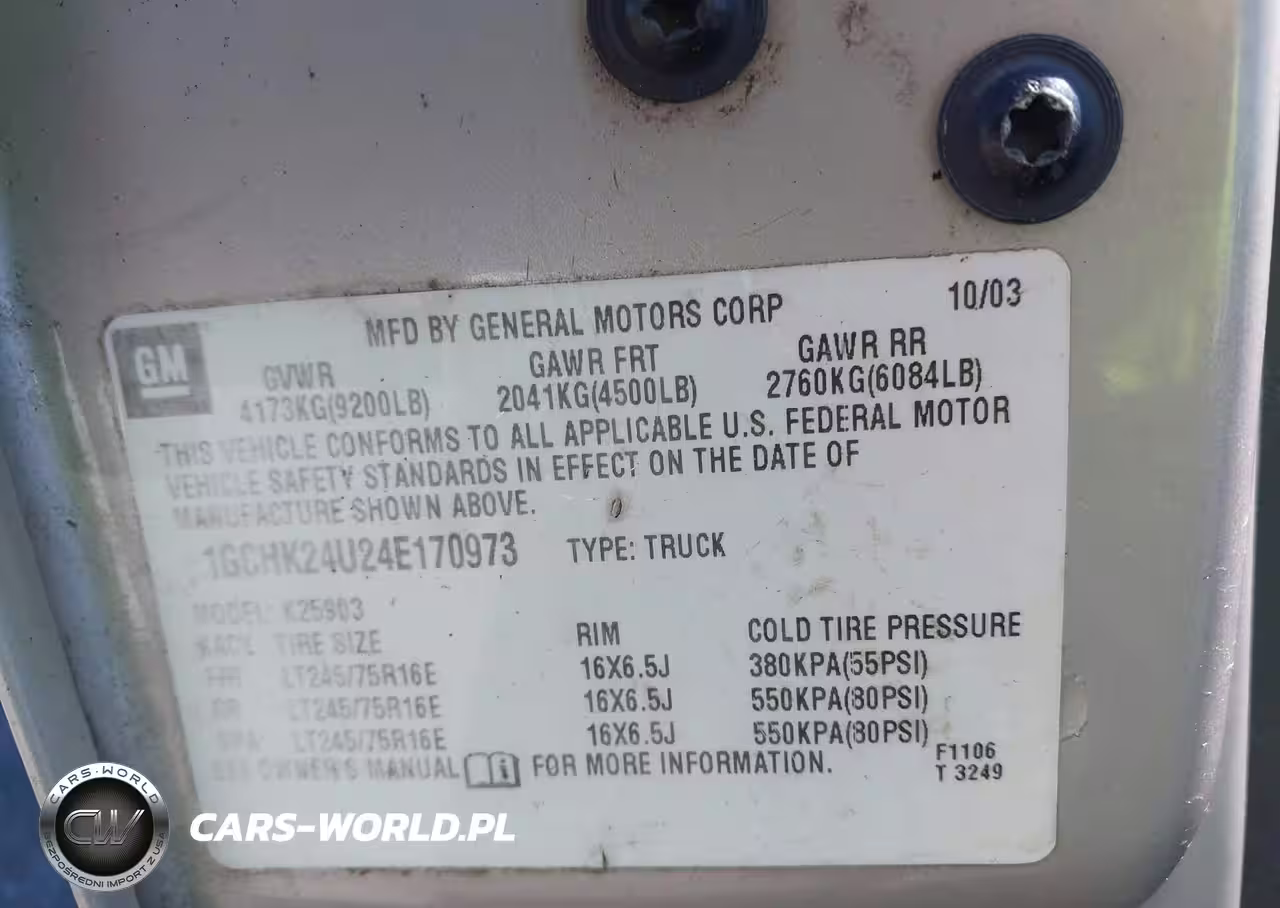 10/03
MFD BY GENERAL MOTORS CORP
GM
GVWR GAWR FRT GAWR RR
4173KG(9200LB) 2041KG(4500LB) 2760KG(6084LB)
THIS VEHICLE CONFORMS TO ALL APPLICABLE U.S. FEDERAL MOTOR
VEHICLE SAFETY STANDARDS IN EFFECT ON THE DATE OF
MANUFACTURE SHOWN ABOVE.
1GCHK24U24E170973 TYPE: TRUCK
MODEL: K25903
TIRE SIZE RIM COLD TIRE PRESSURE
LT245/75R16E 16X6.5J 380KPA(55PSI)
LT245/75R16E 16X6.5J 550KPA(80PSI)
LT245/75R16E 16X6.5J 550KPA(80PSI)
OWNER'S MANUAL FOR MORE INFORMATION.
F1106
T 3249
CARS-WORLD
CW
BEZPOŚREDNI IMPORT Z USA
CARS-WORLD.PL